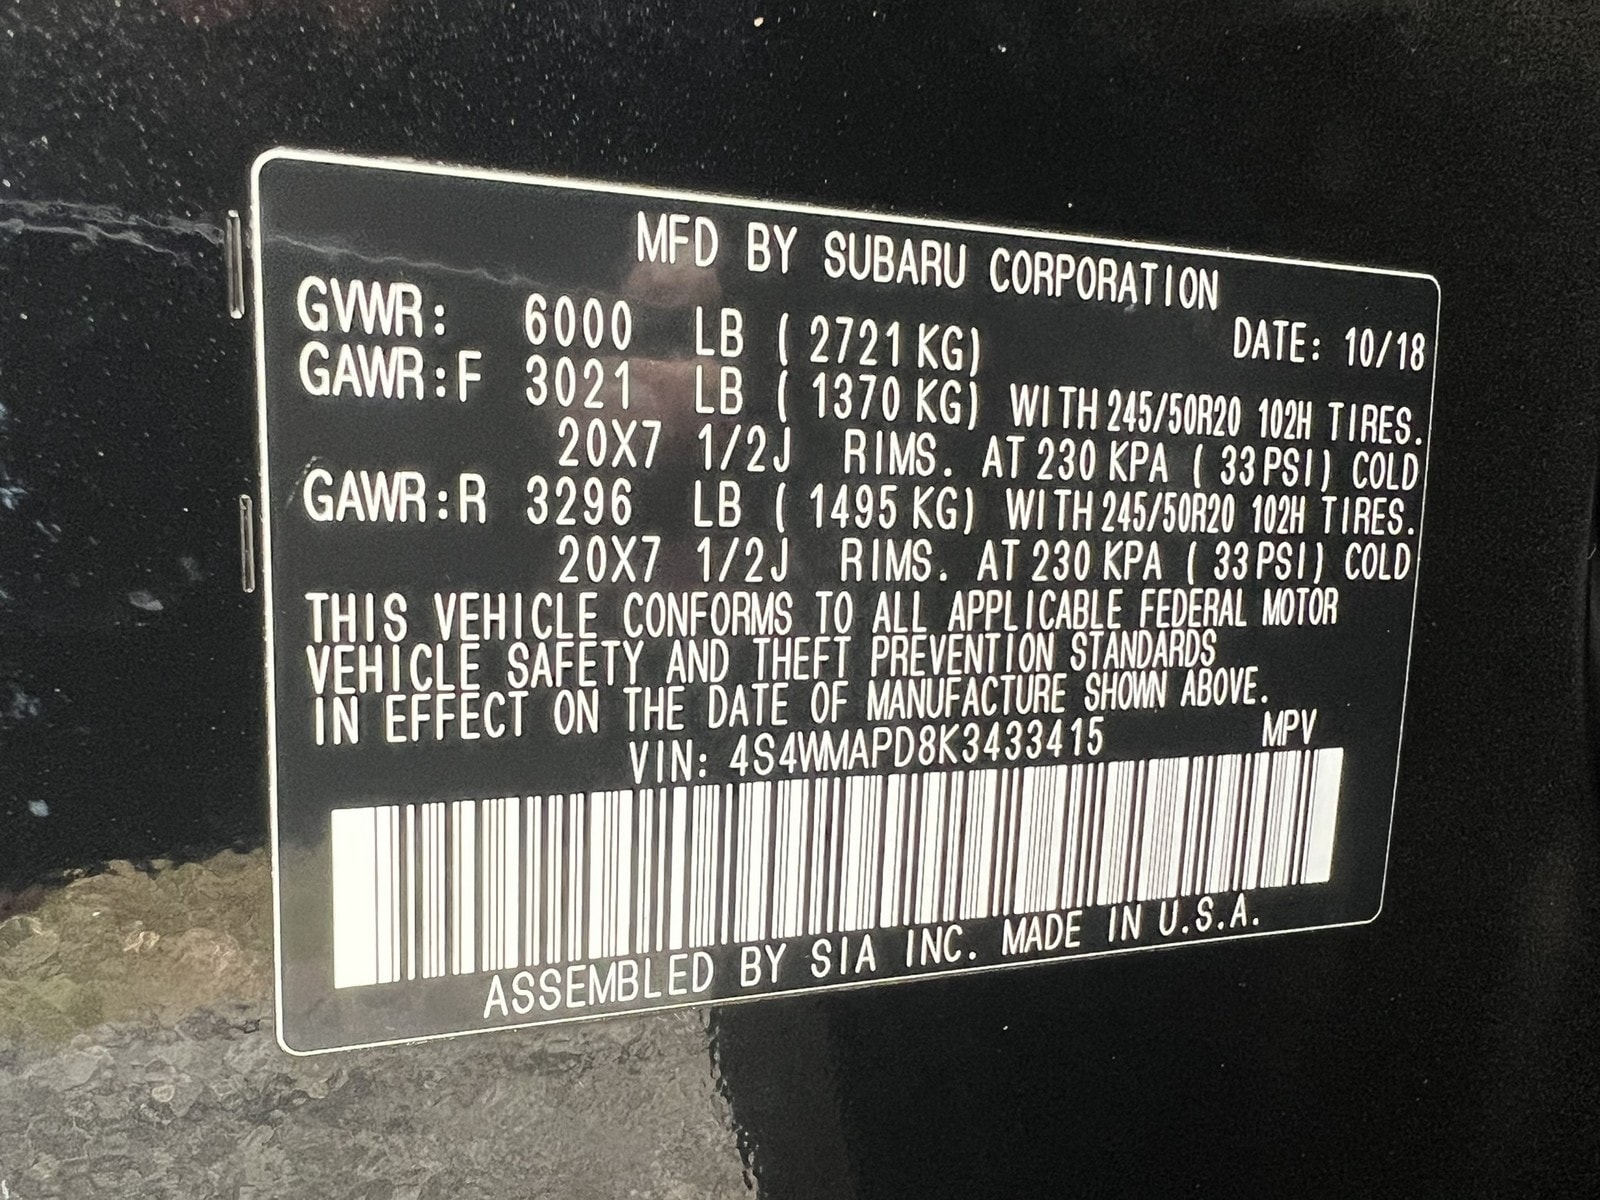 MFD BY SUBARU CORPORATION
GVWR: 6000 LB ( 2721 KG) DATE: 10/18
GAWR:F 3021 LB ( 1370 KG) WITH 245/50R20 102H TIRES.
20X7 1/2J RIMS. AT 230 KPA ( 33 PSI) COLD
GAWR:R 3296 LB ( 1495 KG) WITH 245/50R20 102H TIRES.
20X7 1/2J RIMS. AT 230 KPA ( 33 PSI) COLD
THIS VEHICLE CONFORMS TO ALL APPLICABLE FEDERAL MOTOR
VEHICLE SAFETY AND THEFT PREVENTION STANDARDS
IN EFFECT ON THE DATE OF MANUFACTURE SHOWN ABOVE.
VIN: 4S4WMAPD8K3433415 MPV
ASSEMBLED BY SIA INC. MADE IN U.S.A.